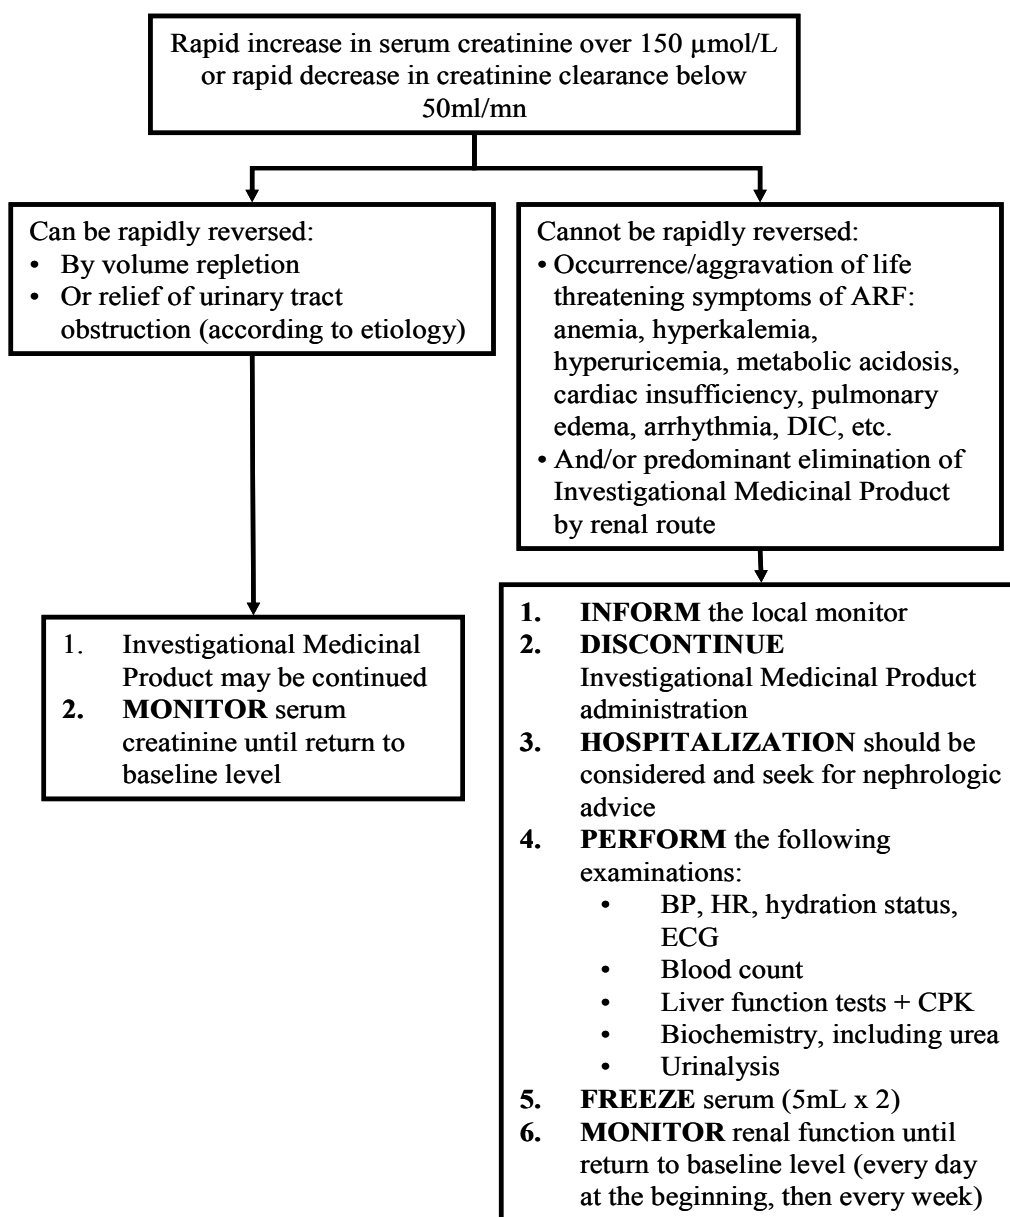 Rapid increase in serum creatinine over 150 µmol/L
or rapid decrease in creatinine clearance below
50ml/mn
Can be rapidly reversed:
• By volume repletion
• Or relief of urinary tract
obstruction (according to etiology)
Cannot be rapidly reversed:
• Occurrence/aggravation of life
threatening symptoms of ARF:
anemia, hyperkalemia,
hyperuricemia, metabolic acidosis,
cardiac insufficiency, pulmonary
edema, arrhythmia, DIC, etc.
• And/or predominant elimination of
Investigational Medicinal Product
by renal route
1. Investigational Medicinal
Product may be continued
2. MONITOR serum
creatinine until return to
baseline level
1. INFORM the local monitor
2. DISCONTINUE
Investigational Medicinal Product
administration
3. HOSPITALIZATION should be
considered and seek for nephrologic
advice
4. PERFORM the following
examinations:
• BP, HR, hydration status,
ECG
• Blood count
• Liver function tests + CPK
• Biochemistry, including urea
• Urinalysis
5. FREEZE serum (5mL x 2)
6. MONITOR renal function until
return to baseline level (every day
at the beginning, then every week)